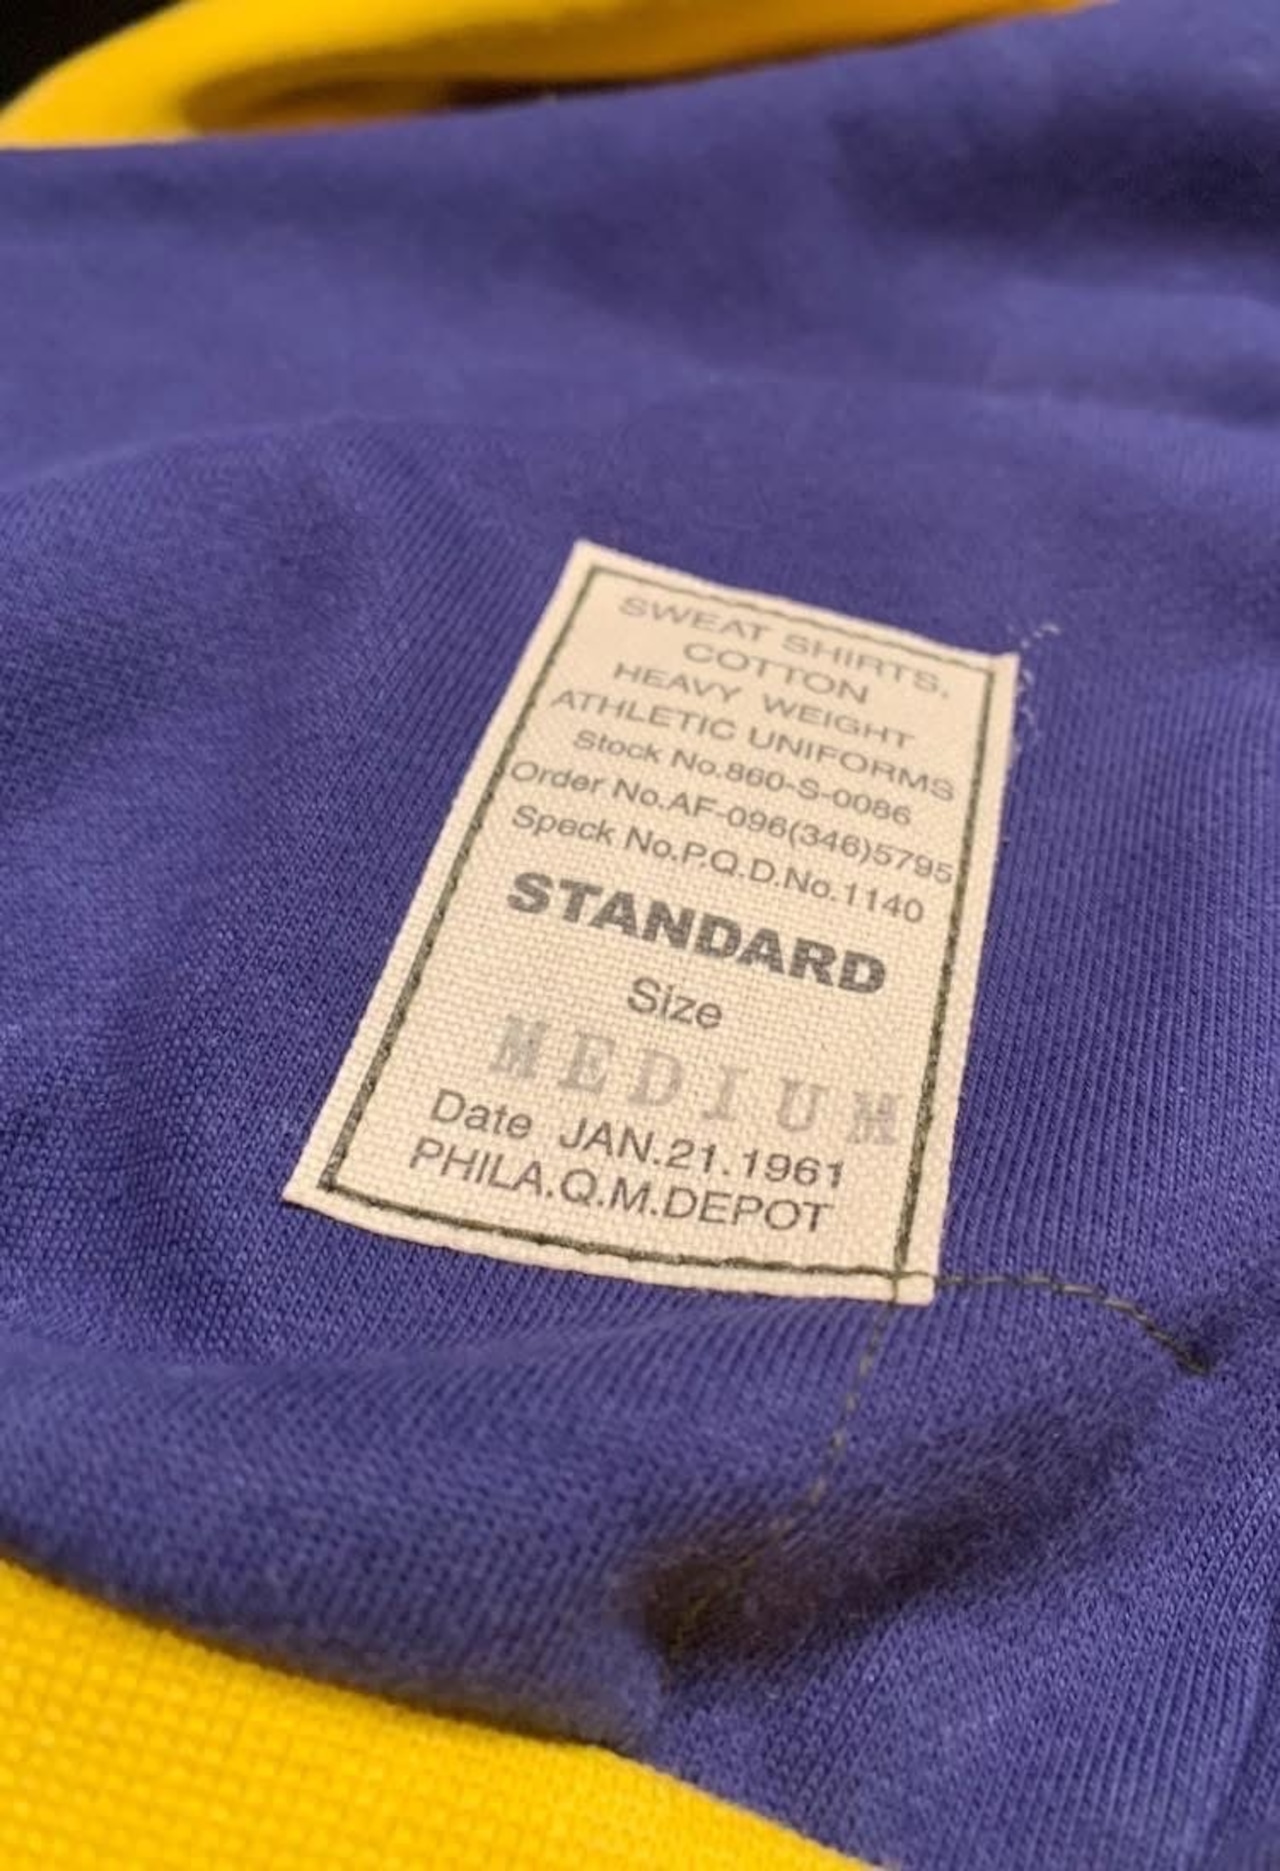 SWEAT SHIRTS,
COTTON
HEAVY WEIGHT
ATHLETIC UNIFORMS
Stock No.860-S-0086
Order No.AF-096(346)5795
Speck No.P.Q.D.No.1140
STANDARD
Size
MEDIUM
Date JAN.21.1961
PHILA.Q.M.DEPOT